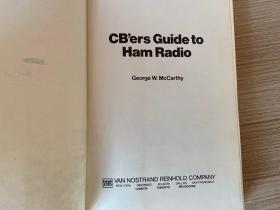 CB'ers Guide to
Ham Radio
George W. McCarthy
VAN NOSTRAND REINHOLD COMPANY
NEW YORK CINCINNATI ATLANTA DALLAS SAN FRANCISCO
LONDON TORONTO MELBOURNE